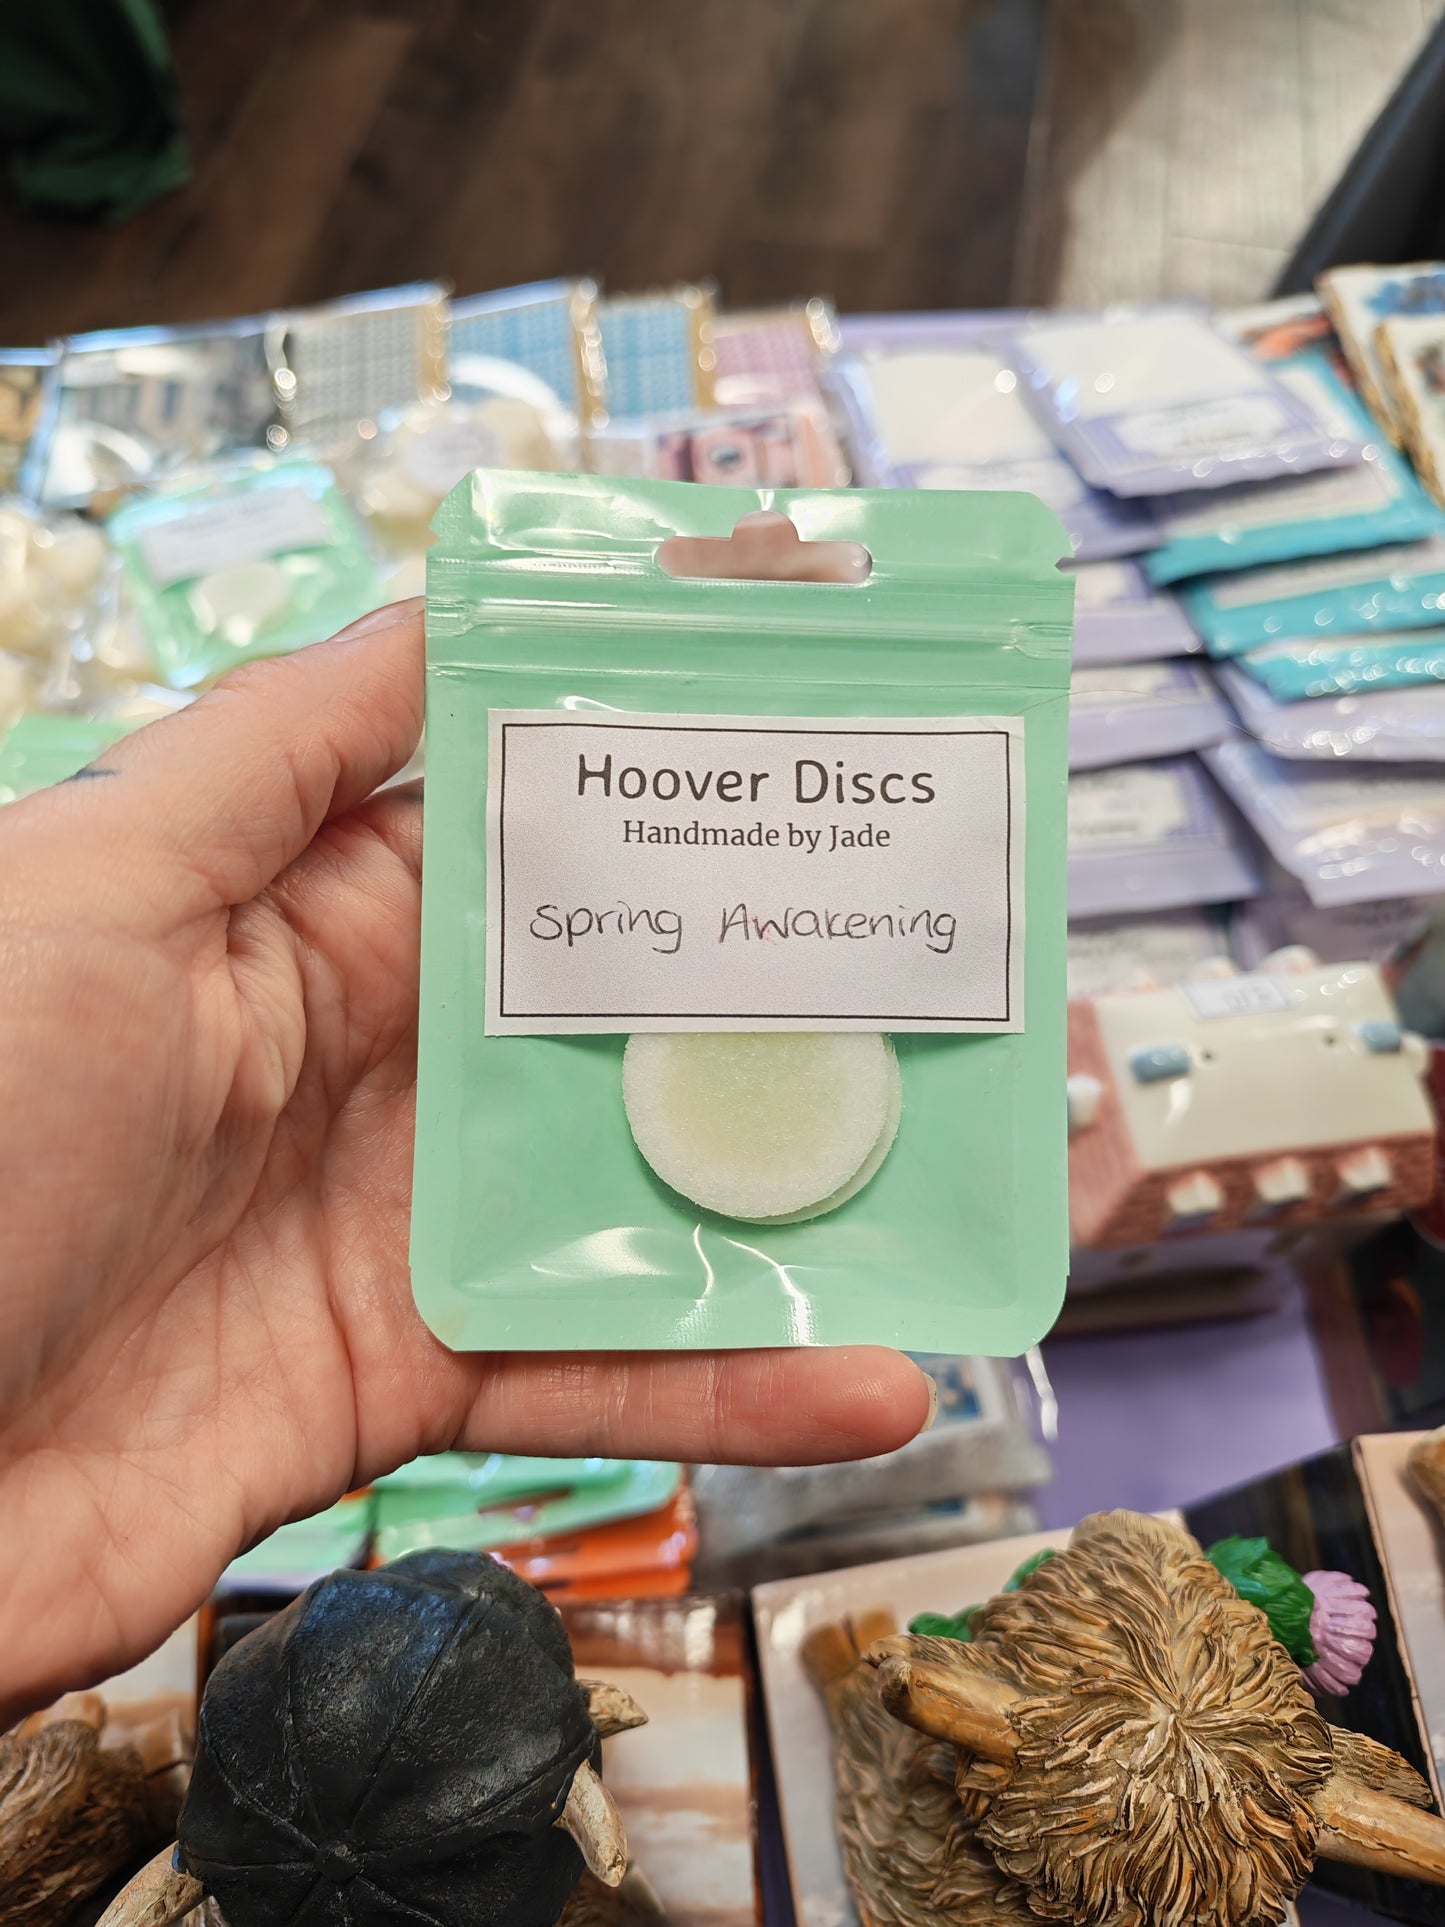 Hoover Discs
Handmade by Jade
Spring Awakening